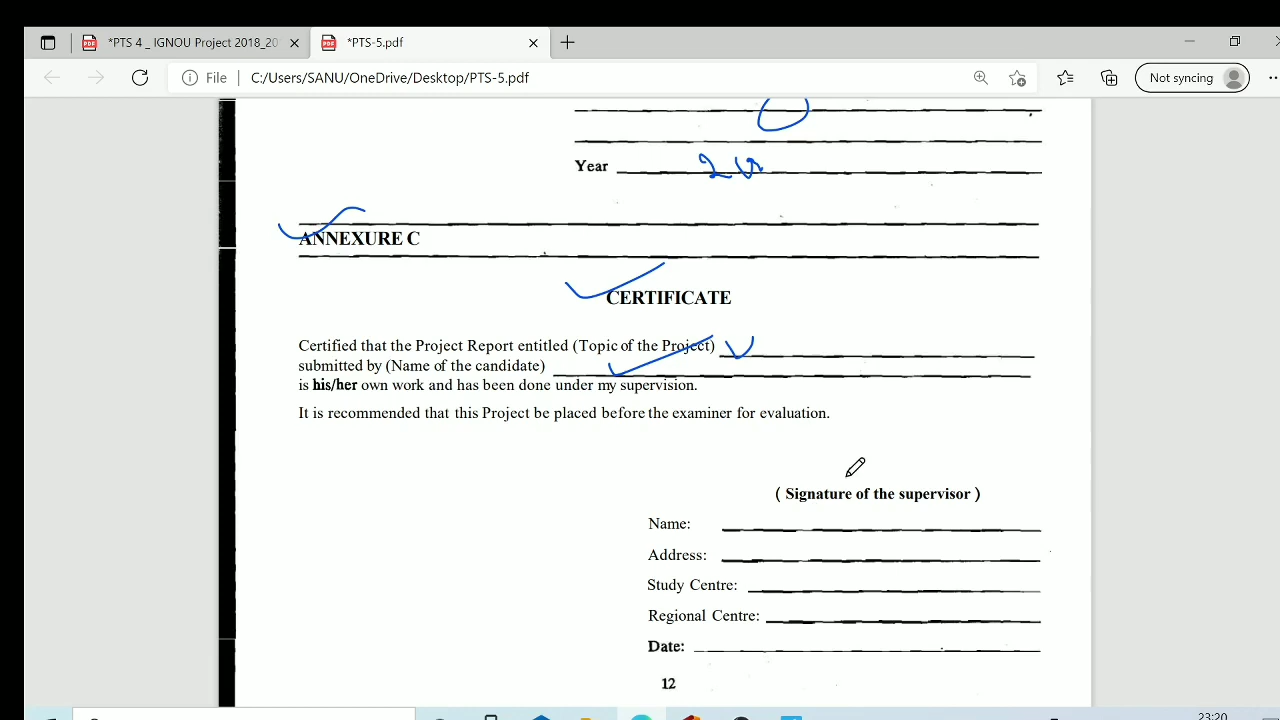 *PTS 4 _ IGNOU Project 2018_20
*PTS-5.pdf
File
C:/Users/SANU/OneDrive/Desktop/PTS-5.pdf
Not syncing
Year
ANNEXURE C
CERTIFICATE
Certified that the Project Report entitled (Topic of the Project)
submitted by (Name of the candidate)
is his/her own work and has been done under my supervision.
It is recommended that this Project be placed before the examiner for evaluation.
( Signature of the supervisor )
Name:
Address:
Study Centre:
Regional Centre:
Date:
12
23:20